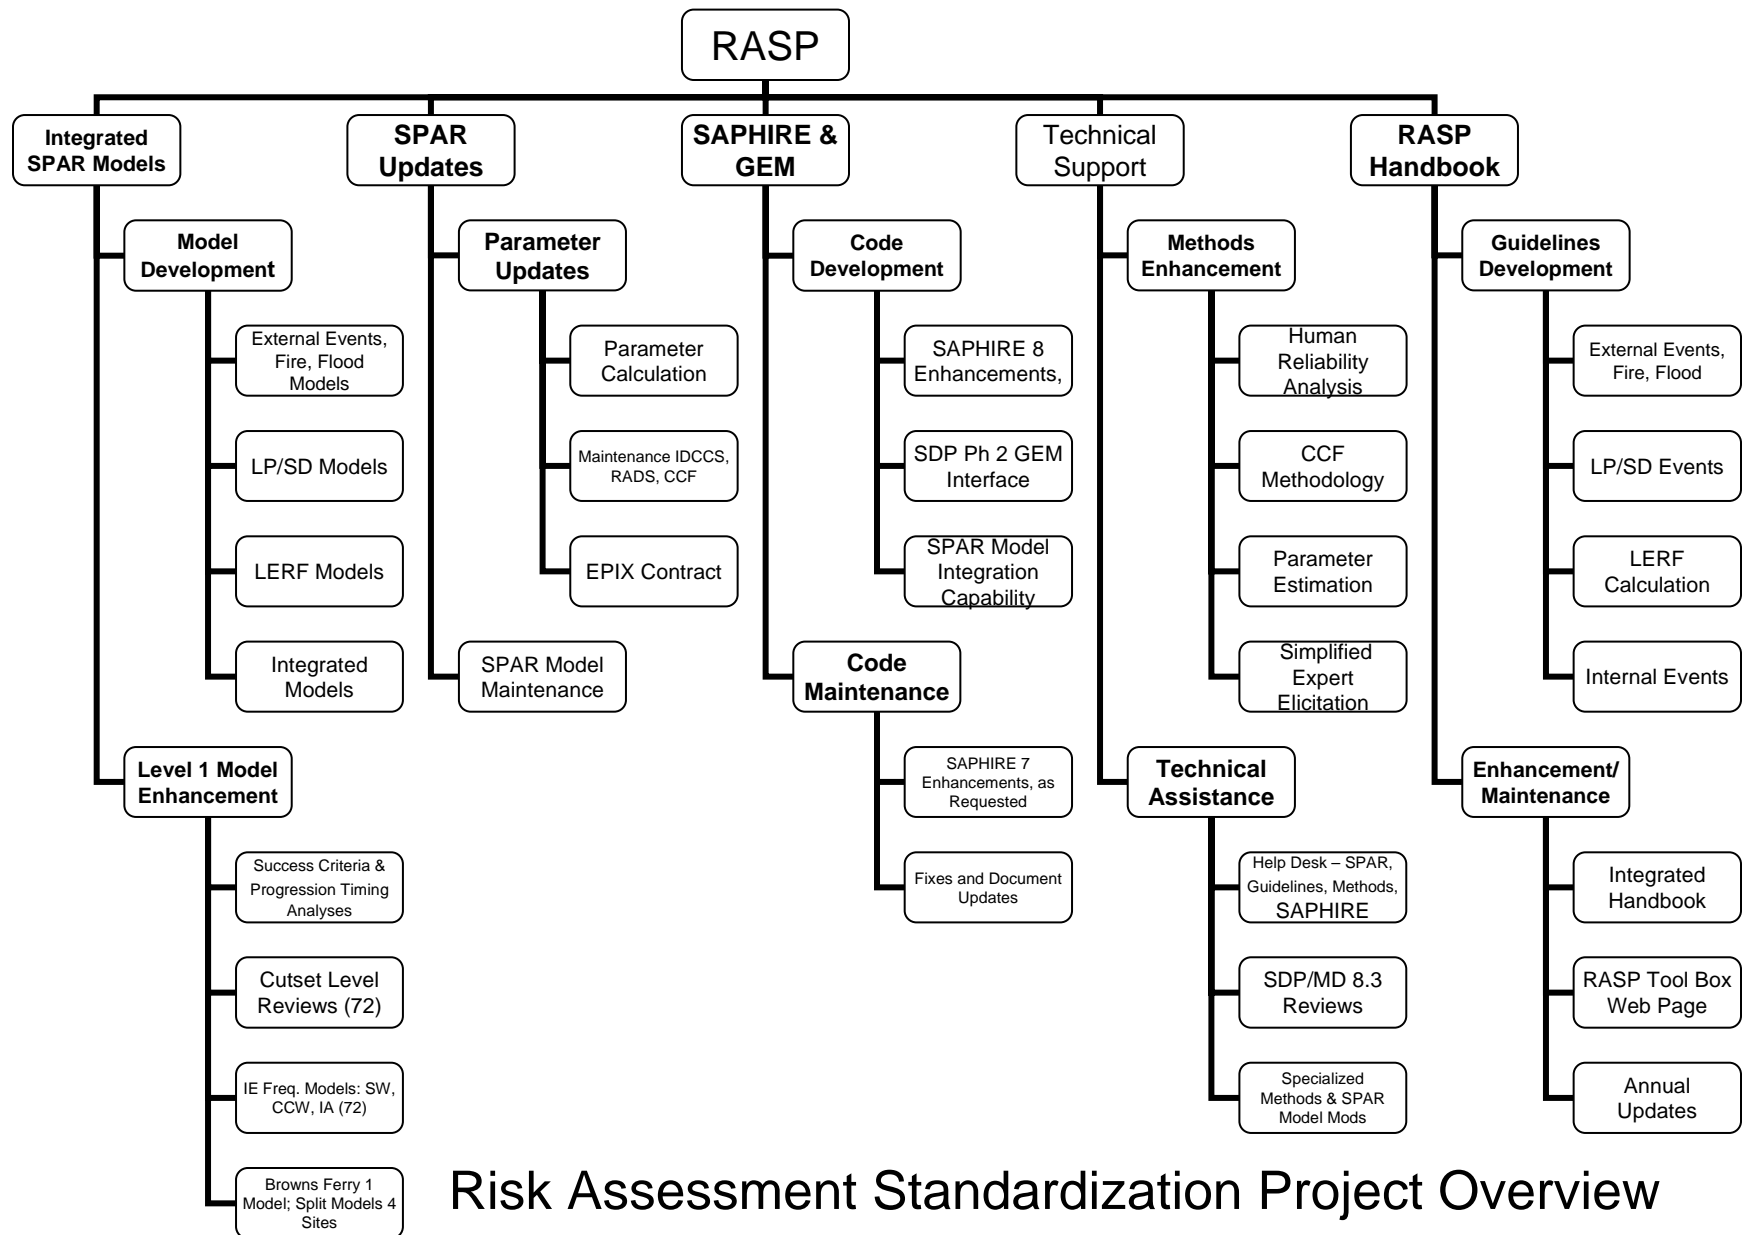 RASP
Integrated
SPAR Models
Model
Development
External Events,
Fire, Flood
Models
LP/SD Models
LERF Models
Integrated
Models
Level 1 Model
Enhancement
Success Criteria &
Progression Timing
Analyses
Cutset Level
Reviews (72)
IE Freq. Models: SW,
CCW, IA (72)
Browns Ferry 1
Model; Split Models 4
Sites
SPAR
Updates
Parameter
Updates
Parameter
Calculation
Maintenance IDCCS,
RADS, CCF
EPIX Contract
SPAR Model
Maintenance
SAPHIRE &
GEM
Code
Development
SAPHIRE 8
Enhancements,
SDP Ph 2 GEM
Interface
SPAR Model
Integration
Capability
Code
Maintenance
SAPHIRE 7
Enhancements, as
Requested
Fixes and Document
Updates
Technical
Support
Methods
Enhancement
Human
Reliability
Analysis
CCF
Methodology
Parameter
Estimation
Simplified
Expert
Elicitation
Technical
Assistance
Help Desk – SPAR,
Guidelines, Methods,
SAPHIRE
SDP/MD 8.3
Reviews
Specialized
Methods & SPAR
Model Mods
RASP
Handbook
Guidelines
Development
External Events,
Fire, Flood
LP/SD Events
LERF
Calculation
Internal Events
Enhancement/
Maintenance
Integrated
Handbook
RASP Tool Box
Web Page
Annual
Updates
Risk Assessment Standardization Project Overview